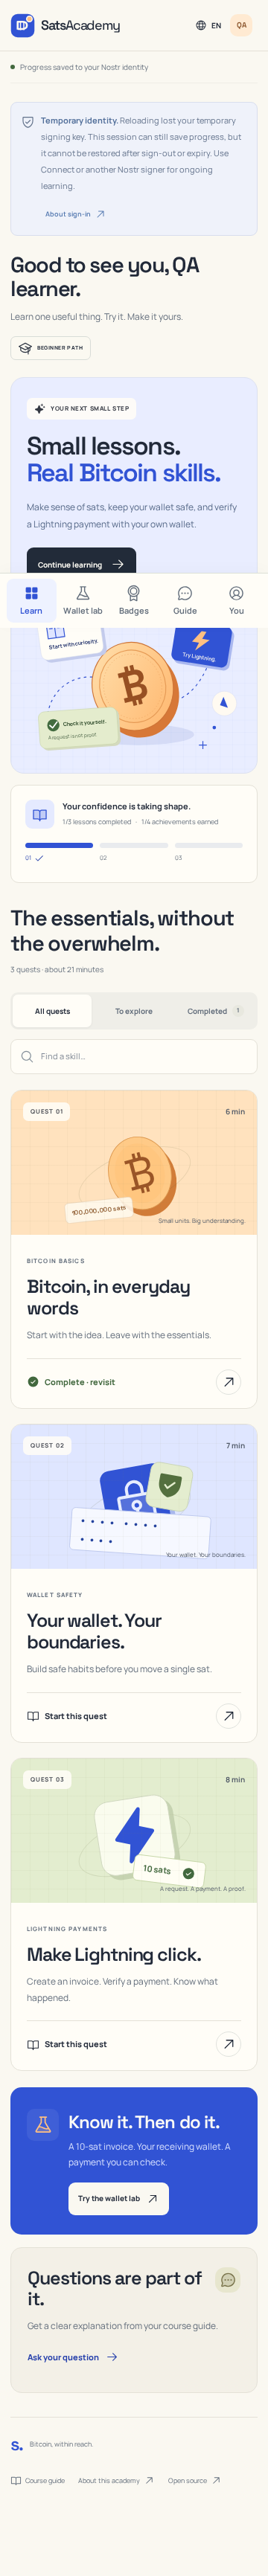 SatsAcademy
EN
QA
Progress saved to your Nostr identity
Temporary identity. Reloading lost your temporary
signing key. This session can still save progress, but
it cannot be restored after sign-out or expiry. Use
Connect or another Nostr signer for ongoing
learning.
About sign-in
Good to see you, QA
learner.
Learn one useful thing. Try it. Make it yours.
BEGINNER PATH
YOUR NEXT SMALL STEP
Small lessons.
Real Bitcoin skills.
Make sense of sats, keep your wallet safe, and verify
a Lightning payment with your own wallet.
Continue learning
Learn
Wallet lab
Badges
Guide
You
Start with curiosity.
Try Lightning.
Check it yourself.
A request is not proof.
Your confidence is taking shape.
1/3 lessons completed · 1/4 achievements earned
01
02
03
The essentials, without
the overwhelm.
3 quests · about 21 minutes
All quests
To explore
Completed 1
Find a skill...
QUEST 01
6 min
100,000,000 sats
Small units. Big understanding.
BITCOIN BASICS
Bitcoin, in everyday
words
Start with the idea. Leave with the essentials.
Complete · revisit
QUEST 02
7 min
Your wallet. Your boundaries.
WALLET SAFETY
Your wallet. Your
boundaries.
Build safe habits before you move a single sat.
Start this quest
QUEST 03
8 min
10 sats
A request. A payment. A proof.
LIGHTNING PAYMENTS
Make Lightning click.
Create an invoice. Verify a payment. Know what
happened.
Start this quest
Know it. Then do it.
A 10-sat invoice. Your receiving wallet. A
payment you can check.
Try the wallet lab
Questions are part of
it.
Get a clear explanation from your course guide.
Ask your question
s.
Bitcoin, within reach.
Course guide
About this academy
Open source